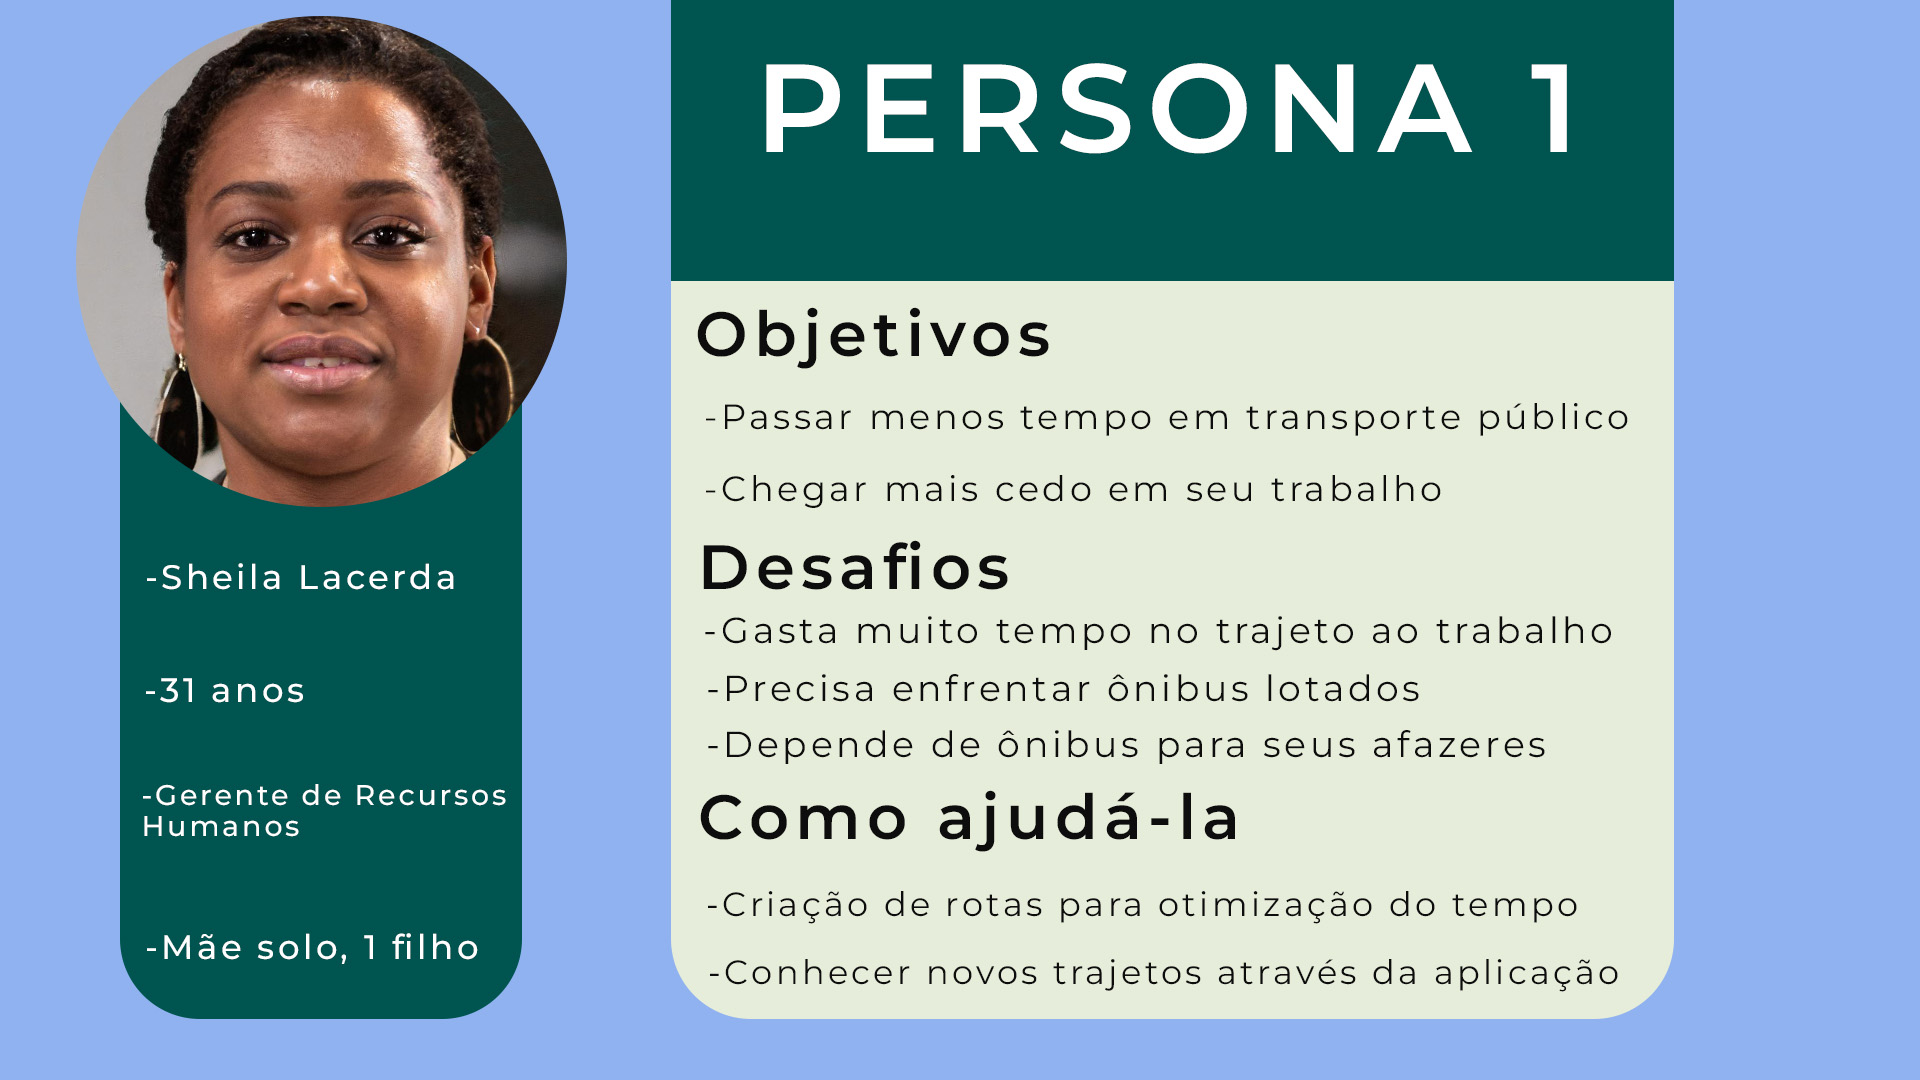 PERSONA 1
-Sheila Lacerda
-31 anos
-Gerente de Recursos
Humanos
-Mãe solo, 1 filho
Objetivos
-Passar menos tempo em transporte público
-Chegar mais cedo em seu trabalho
Desafios
-Gasta muito tempo no trajeto ao trabalho
-Precisa enfrentar ônibus lotados
-Depende de ônibus para seus afazeres
Como ajudá-la
-Criação de rotas para otimização do tempo
-Conhecer novos trajetos através da aplicação